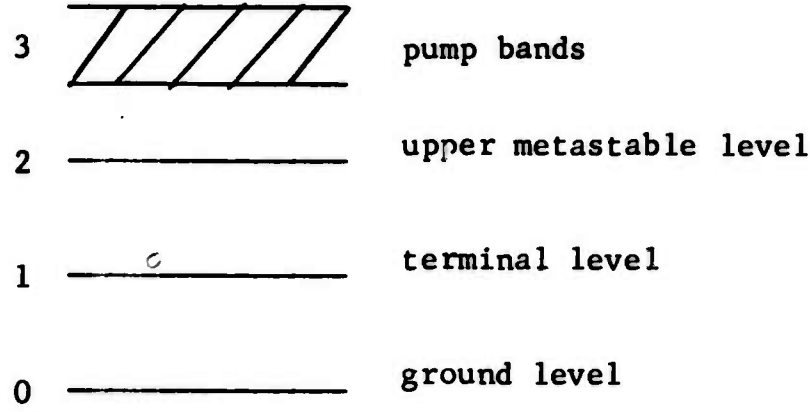 3 pump bands
2 upper metastable level
1 terminal level
0 ground level